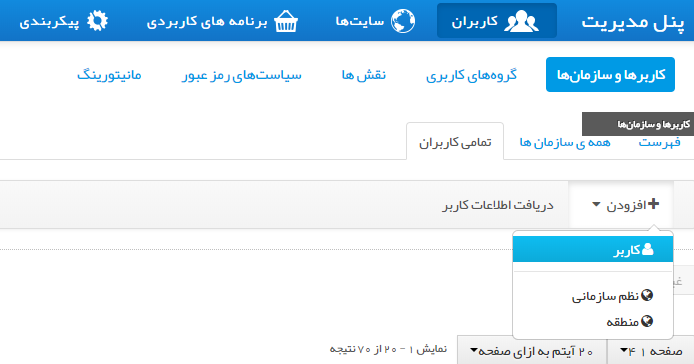 پنل مدیریت کاربران سایت‌ها برنامه های کاربردی پیکربندی
کاربرها و سازمان‌ها گروه‌های کاربری نقش ها سیاست‌های رمز عبور مانیتورینگ
کاربرها و سازمان‌ها
فهرست همه ی سازمان ها تمامی کاربران
افزودن دریافت اطلاعات کاربر
کاربر
نظم سازمانی
منطقه
صفحه ۱ ۴ ۲۰ آیتم به ازای صفحه نمایش ۱ - ۲۰ از ۷۰ نتیجه